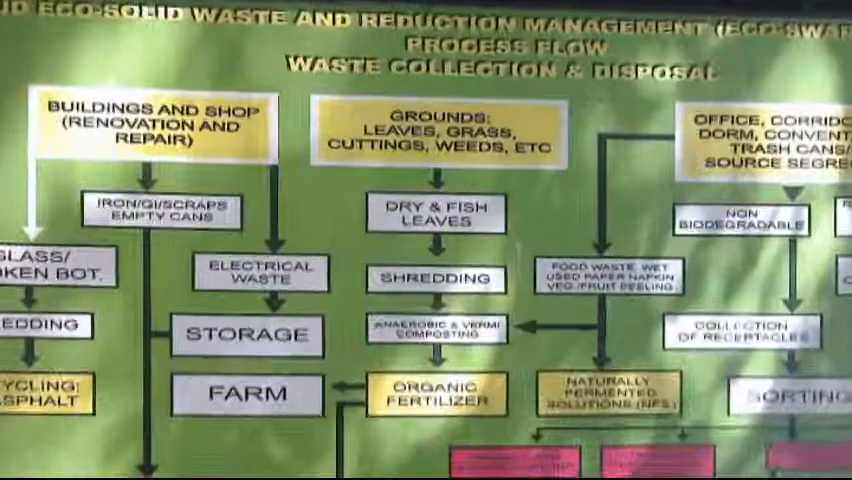 ECO-SOLID WASTE AND REDUCTION MANAGEMENT (ECO-SWAR
PROCESS FLOW
WASTE COLLECTION & DISPOSAL
BUILDINGS AND SHOP
(RENOVATION AND
REPAIR)
GROUNDS:
LEAVES, GRASS,
CUTTINGS, WEEDS, ETC
OFFICE, CORRIDO
DORM, CONVENT,
TRASH CANS/
SOURCE SEGRE
IRON/GI/SCRAPS
EMPTY CANS
DRY & FISH
LEAVES
NON
BIODEGRADABLE
GLASS/
OKEN BOT.
ELECTRICAL
WASTE
SHREDDING
FOOD WASTE, WET
USED PAPER NAPKIN
VEG./FRUIT PEELING
EDDING
STORAGE
ANAEROBIC & VERMI
COMPOSTING
COLLECTION
OF RECEPTACLES
CYCLING:
ASPHALT
FARM
ORGANIC
FERTILIZER
NATURALLY
FERMENTED
SOLUTIONS (NFS)
SORTING